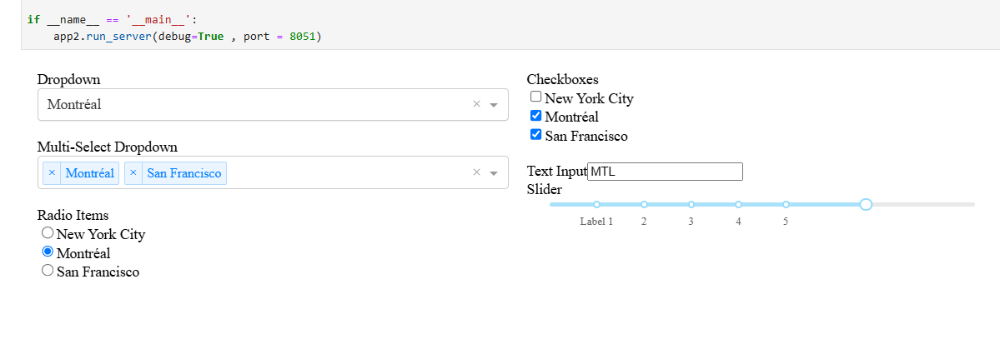 if __name__ == '__main__':
    app2.run_server(debug=True , port = 8051)
Dropdown
Montréal × 
Multi-Select Dropdown
× Montréal × San Francisco ×
Radio Items
New York City
Montréal
San Francisco
Checkboxes
New York City
Montréal
San Francisco
Text Input MTL
Slider
Label 1 2 3 4 5